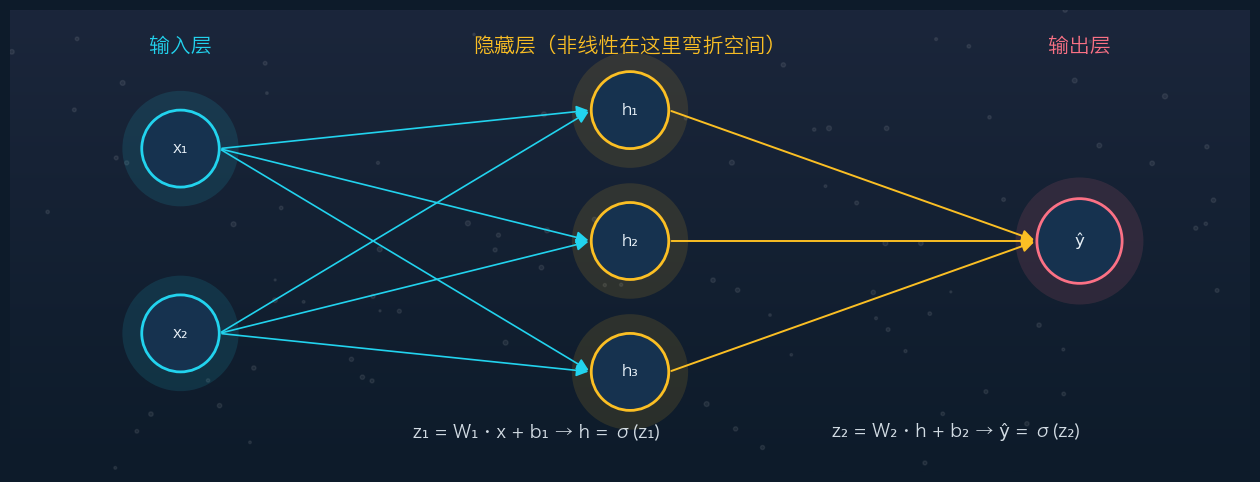 输入层
隐藏层（非线性在这里弯折空间）
输出层
x₁
x₂
h₁
h₂
h₃
ŷ
z₁ = W₁ · x + b₁ → h = σ(z₁)
z₂ = W₂ · h + b₂ → ŷ = σ(z₂)